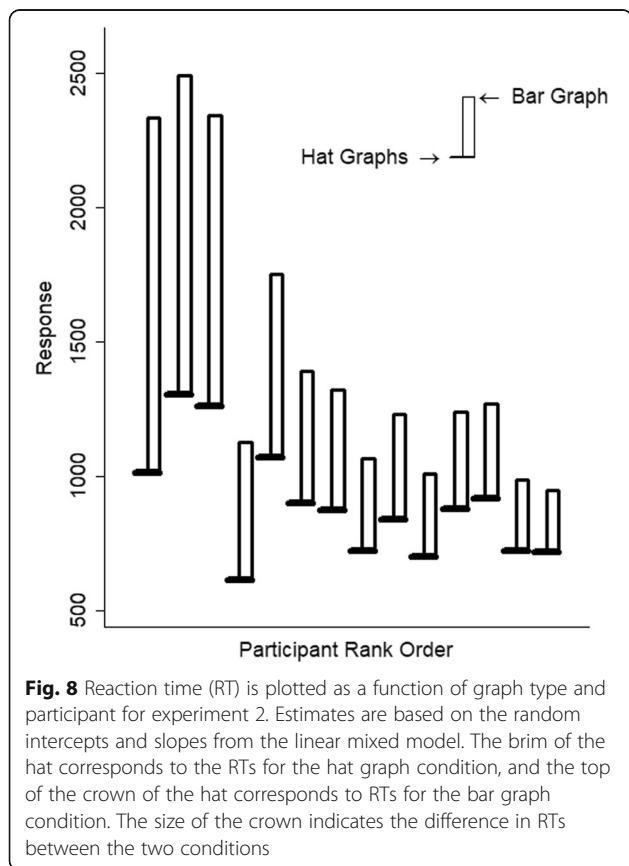 2500
2000
1500
1000
500
Response
← Bar Graph
Hat Graphs →
Participant Rank Order
Fig. 8 Reaction time (RT) is plotted as a function of graph type and
participant for experiment 2. Estimates are based on the random
intercepts and slopes from the linear mixed model. The brim of the
hat corresponds to the RTs for the hat graph condition, and the top
of the crown of the hat corresponds to RTs for the bar graph
condition. The size of the crown indicates the difference in RTs
between the two conditions